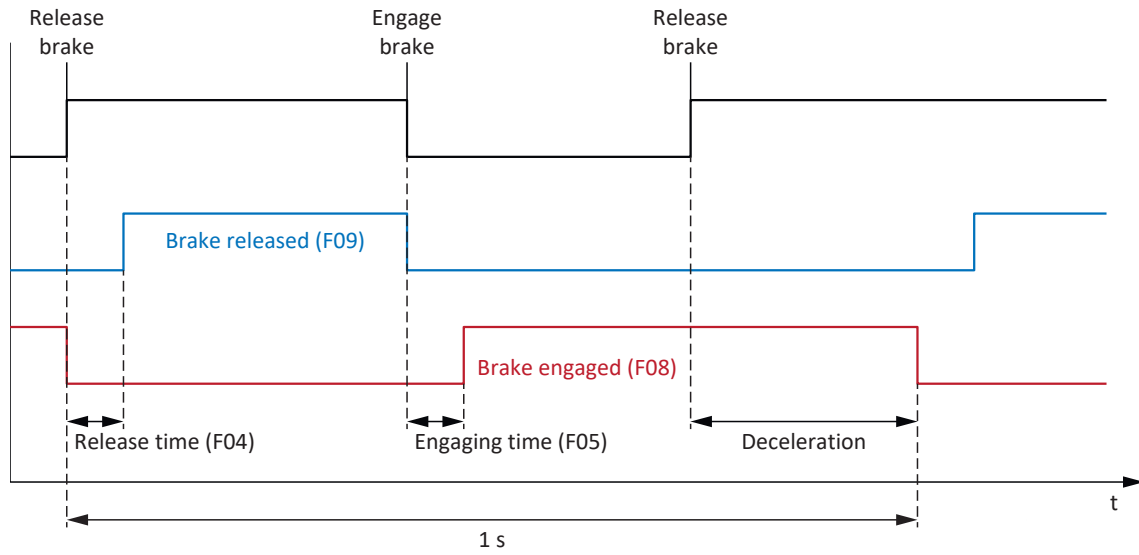 Release
brake
Engage
brake
Release
brake
Brake released (F09)
Brake engaged (F08)
Release time (F04)
Engaging time (F05)
Deceleration
t
1 s